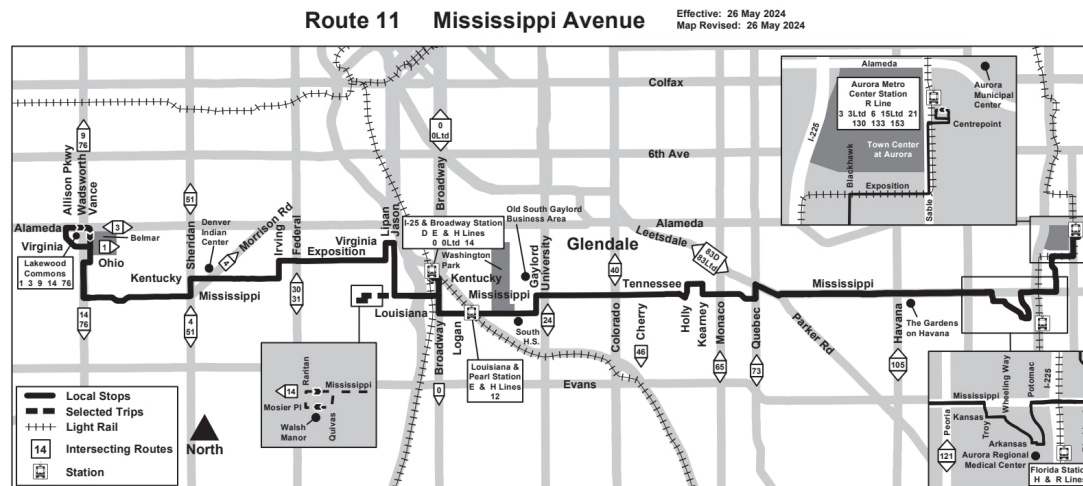 Route 11 Mississippi Avenue
Effective: 26 May 2024
Map Revised: 26 May 2024
Colfax
6th Ave
Alameda
Aurora Metro
Center Station
R Line
3 3Ltd 6 15Ltd 21
130 133 153
Aurora
Municipal
Center
Centrepoint
I-225
Town Center
at Aurora
Blackhawk
Exposition
Sable
9
76
Allison Pkwy
Wadsworth
Vance
Alameda
3
Belmar
Virginia
1
Ohio
Lakewood
Commons
1 3 9 14 76
14
76
Kentucky
51
Sheridan
Denver
Indian
Center
4
Morrison Rd
Mississippi
4
51
Irving
Federal
30
31
Virginia
Exposition
Lipan
Jason
0
0Ltd
Broadway
I-25 & Broadway Station
D E & H Lines
0 0Ltd 14
Old South Gaylord
Business Area
Washington
Park
Kentucky
Mississippi
Gaylord
University
Louisiana
Broadway
0
Logan
South
H.S.
24
Louisiana &
Pearl Station
E & H Lines
12
Evans
Glendale
Alameda
Leetsdale
83D
83Ltd
40
Colorado
Tennessee
Cherry
46
Holly
Kearney
Monaco
65
Quebec
73
Parker Rd
Mississippi
Havana
105
The Gardens
on Havana
Raritan
14
Mississippi
Mosier Pl
Quivas
Walsh
Manor
Local Stops
Selected Trips
Light Rail
14 Intersecting Routes
Station
North
Mississippi
Peoria
Kansas
Troy
Wheeling Way
Potomac
I-225
Arkansas
121
Aurora Regional
Medical Center
Florida Statio
H & R Lines